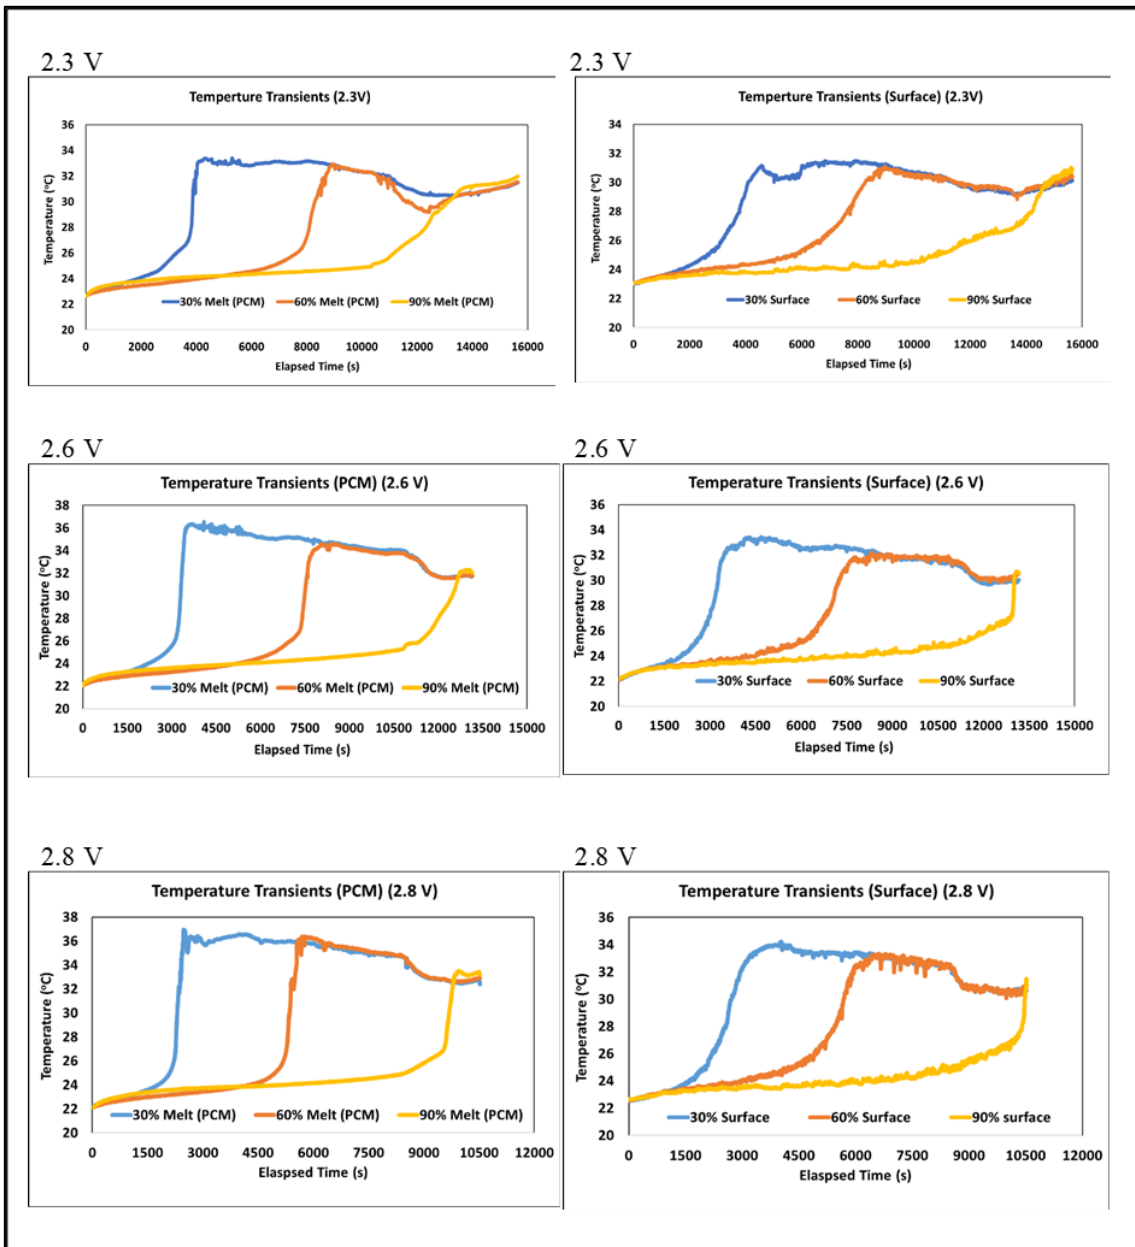 2.3 V
Temperture Transients (2.3V)
36
34
32
30
28
26
24
22
20
Temperature (ºC)
30% Melt (PCM) 60% Melt (PCM) 90% Melt (PCM)
0 2000 4000 6000 8000 10000 12000 14000 16000
Elapsed Time (s)
2.3 V
Temperture Transients (Surface) (2.3V)
34
32
30
28
26
24
22
20
Temperature (ºC)
30% Surface 60% Surface 90% Surface
0 2000 4000 6000 8000 10000 12000 14000 16000
Elapsed Time (s)
2.6 V
Temperature Transients (PCM) (2.6 V)
38
36
34
32
30
28
26
24
22
20
Temperature (ºC)
30% Melt (PCM) 60% Melt (PCM) 90% Melt (PCM)
0 1500 3000 4500 6000 7500 9000 10500 12000 13500 15000
Elapsed Time (s)
2.6 V
Temperature Transients (Surface) (2.6 V)
36
34
32
30
28
26
24
22
20
Temperature (ºC)
30% Surface 60% Surface 90% Surface
0 1500 3000 4500 6000 7500 9000 10500 12000 13500 15000
Elapsed Time (s)
2.8 V
Temperature Transients (PCM) (2.8 V)
38
36
34
32
30
28
26
24
22
20
Temperature (ºC)
30% Melt (PCM) 60% Melt (PCM) 90% Melt (PCM)
0 1500 3000 4500 6000 7500 9000 10500 12000
Elaspsed Time (s)
2.8 V
Temperature Transients (Surface) (2.8 V)
36
34
32
30
28
26
24
22
20
Temperature (ºC)
30% Surface 60% Surface 90% surface
0 1500 3000 4500 6000 7500 9000 10500 12000
Elapsed Time (s)